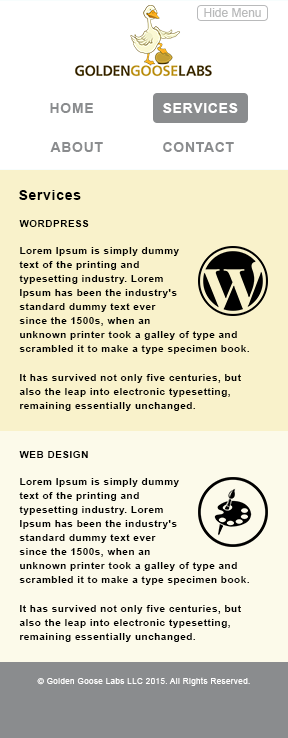 Hide Menu
GOLDENGOOSELABS
HOME
SERVICES
ABOUT
CONTACT
Services
WORDPRESS
Lorem Ipsum is simply dummy
text of the printing and
typesetting industry. Lorem
Ipsum has been the industry's
standard dummy text ever
since the 1500s, when an
unknown printer took a galley of type and
scrambled it to make a type specimen book.
It has survived not only five centuries, but
also the leap into electronic typesetting,
remaining essentially unchanged.
WEB DESIGN
Lorem Ipsum is simply dummy
text of the printing and
typesetting industry. Lorem
Ipsum has been the industry's
standard dummy text ever
since the 1500s, when an
unknown printer took a galley of type and
scrambled it to make a type specimen book.
It has survived not only five centuries, but
also the leap into electronic typesetting,
remaining essentially unchanged.
© Golden Goose Labs LLC 2015. All Rights Reserved.